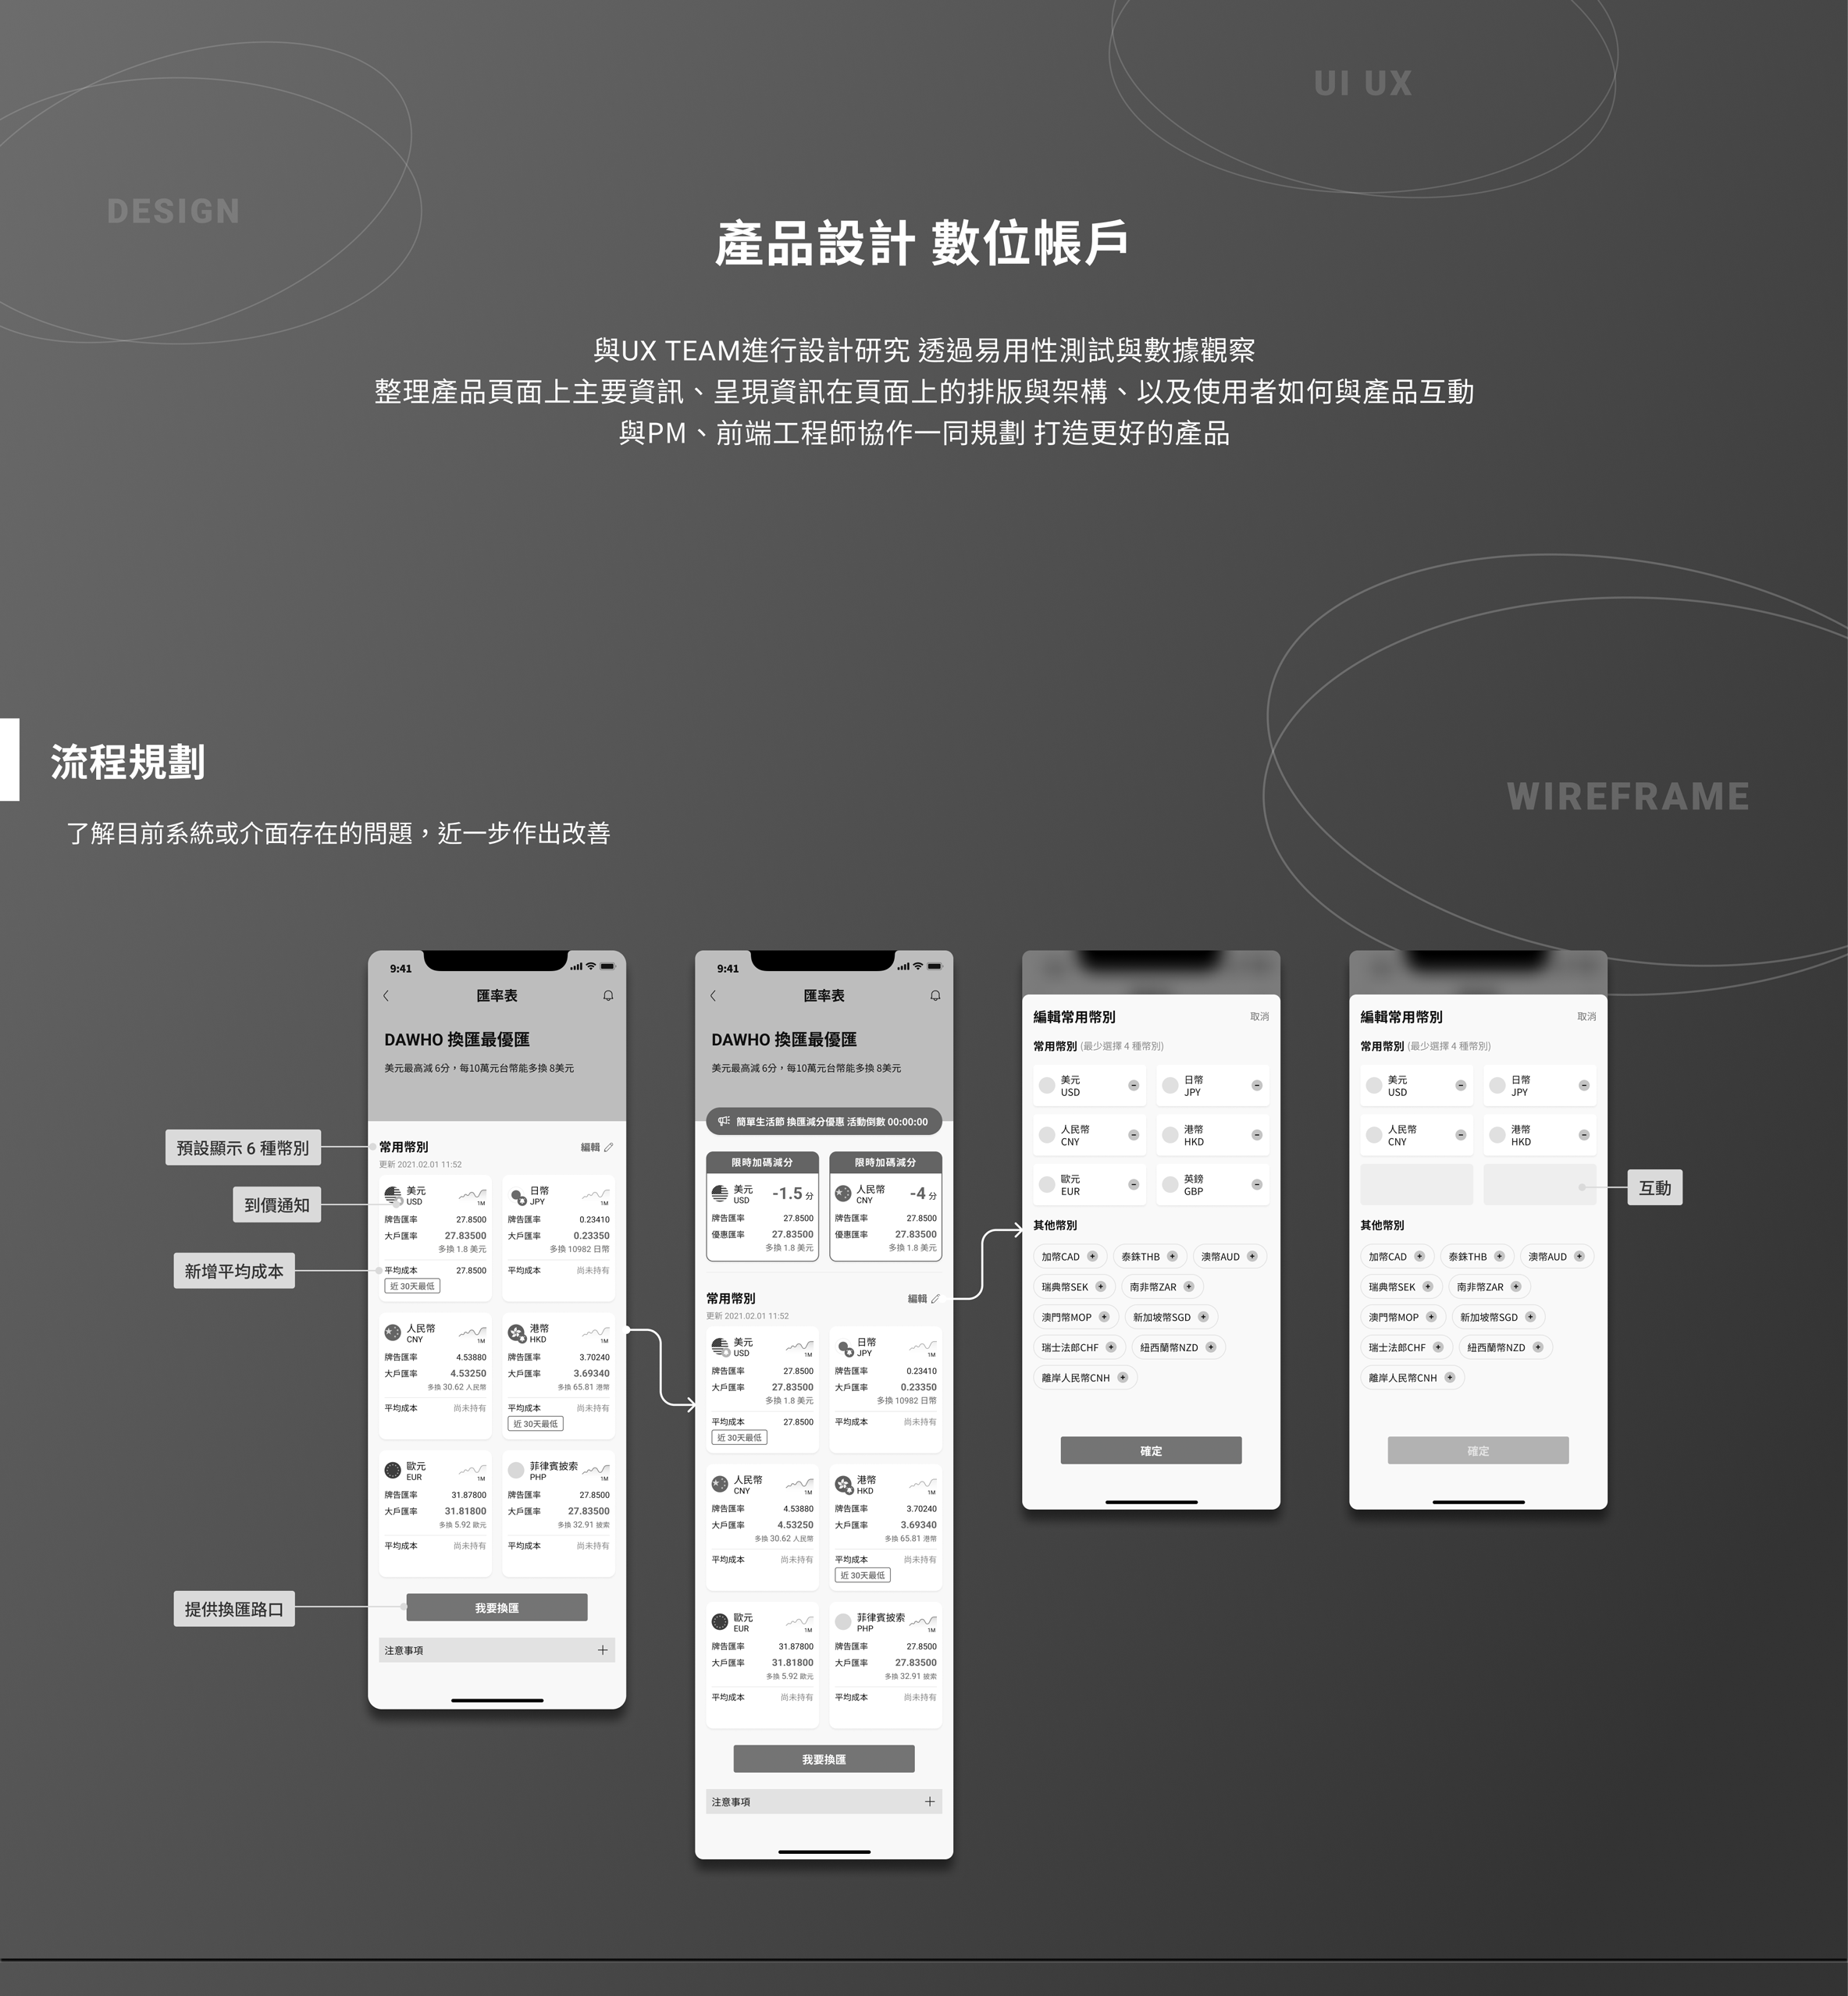 UI UX
DESIGN
產品設計 數位帳戶
與UX TEAM進行設計研究 透過易用性測試與數據觀察
整理產品頁面上主要資訊、呈現資訊在頁面上的排版與架構、以及使用者如何與產品互動
與PM、前端工程師協作一同規劃 打造更好的產品
流程規劃
WIREFRAME
了解目前系統或介面存在的問題，近一步作出改善
預設顯示 6 種幣別
到價通知
新增平均成本
提供換匯路口
9:41
匯率表
DAWHO 換匯最優匯
美元最高減 6分，每10萬元台幣能多換 8美元
常用幣別
編輯
更新 2021.02.01 11:52
美元
USD
1M
牌告匯率 27.8500
大戶匯率 27.83500
多換 1.8 美元
平均成本 27.8500
近 30天最低
日幣
JPY
1M
牌告匯率 0.23410
大戶匯率 0.23350
多換 10982 日幣
平均成本 尚未持有
人民幣
CNY
1M
牌告匯率 4.53880
大戶匯率 4.53250
多換 30.62 人民幣
平均成本 尚未持有
港幣
HKD
1M
牌告匯率 3.70240
大戶匯率 3.69340
多換 65.81 港幣
平均成本 尚未持有
近 30天最低
歐元
EUR
1M
牌告匯率 31.87800
大戶匯率 31.81800
多換 5.92 歐元
平均成本 尚未持有
菲律賓披索
PHP
1M
牌告匯率 27.8500
大戶匯率 27.83500
多換 32.91 披索
平均成本 尚未持有
我要換匯
注意事項
9:41
匯率表
DAWHO 換匯最優匯
美元最高減 6分，每10萬元台幣能多換 8美元
簡單生活節 換匯減分優惠 活動倒數 00:00:00
限時加碼減分
美元
USD
-1.5 分
牌告匯率 27.8500
優惠匯率 27.83500
多換 1.8 美元
限時加碼減分
人民幣
CNY
-4 分
牌告匯率 27.8500
優惠匯率 27.83500
多換 1.8 美元
常用幣別
編輯
更新 2021.02.01 11:52
美元
USD
1M
牌告匯率 27.8500
大戶匯率 27.83500
多換 1.8 美元
平均成本 27.8500
近 30天最低
日幣
JPY
1M
牌告匯率 0.23410
大戶匯率 0.23350
多換 10982 日幣
平均成本 尚未持有
人民幣
CNY
1M
牌告匯率 4.53880
大戶匯率 4.53250
多換 30.62 人民幣
平均成本 尚未持有
港幣
HKD
1M
牌告匯率 3.70240
大戶匯率 3.69340
多換 65.81 港幣
平均成本 尚未持有
近 30天最低
歐元
EUR
1M
牌告匯率 31.87800
大戶匯率 31.81800
多換 5.92 歐元
平均成本 尚未持有
菲律賓披索
PHP
1M
牌告匯率 27.8500
大戶匯率 27.83500
多換 32.91 披索
平均成本 尚未持有
我要換匯
注意事項
編輯常用幣別 取消
常用幣別 (最少選擇 4 種幣別)
美元
USD
日幣
JPY
人民幣
CNY
港幣
HKD
歐元
EUR
英鎊
GBP
其他幣別
加幣CAD 泰銖THB 澳幣AUD
瑞典幣SEK 南非幣ZAR
澳門幣MOP 新加坡幣SGD
瑞士法郎CHF 紐西蘭幣NZD
離岸人民幣CNH
確定
編輯常用幣別 取消
常用幣別 (最少選擇 4 種幣別)
美元
USD
日幣
JPY
人民幣
CNY
港幣
HKD
互動
其他幣別
加幣CAD 泰銖THB 澳幣AUD
瑞典幣SEK 南非幣ZAR
澳門幣MOP 新加坡幣SGD
瑞士法郎CHF 紐西蘭幣NZD
離岸人民幣CNH
確定